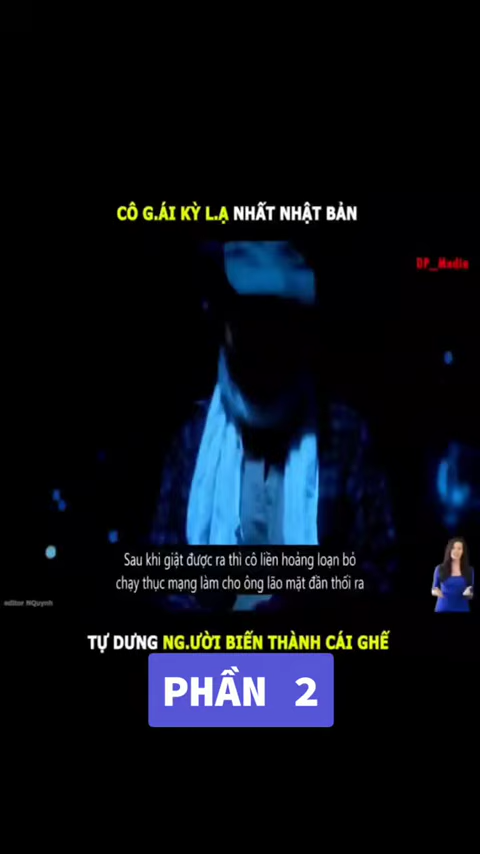 CÔ G.ÁI KỲ L.Ạ NHẤT NHẬT BẢN
DP_Media
Sau khi giật được ra thì cô liền hoảng loạn bỏ
chạy thục mạng làm cho ông lão mặt đần thối ra
editor NQuynh
TỰ DƯNG NG.ƯỜI BIẾN THÀNH CÁI GHẾ
PHẦN 2